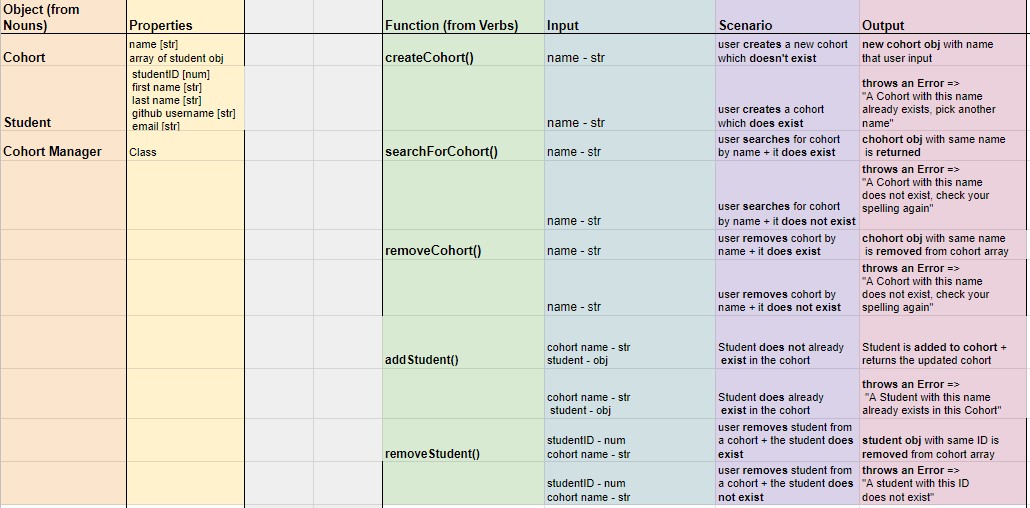 Object (from
Nouns)
Properties
Function (from Verbs)
Input
Scenario
Output
Cohort
name [str]
array of student obj
createCohort()
name - str
user creates a new cohort
which doesn't exist
new cohort obj with name
that user input
Student
studentID [num]
first name [str]
last name [str]
github username [str]
email [str]
name - str
user creates a cohort
which does exist
throws an Error =>
"A Cohort with this name
already exists, pick another
name"
Cohort Manager
Class
searchForCohort()
name - str
user searches for cohort
by name + it does exist
chohort obj with same name
is returned
name - str
user searches for cohort
by name + it does not exist
throws an Error =>
"A Cohort with this name
does not exist, check your
spelling again"
removeCohort()
name - str
user removes cohort by
name + it does exist
chohort obj with same name
is removed from cohort array
name - str
user removes cohort by
name + it does not exist
throws an Error =>
"A Cohort with this name
does not exist, check your
spelling again"
addStudent()
cohort name - str
student - obj
Student does not already
exist in the cohort
Student is added to cohort +
returns the updated cohort
cohort name - str
student - obj
Student does already
exist in the cohort
throws an Error =>
"A Student with this name
already exists in this Cohort"
removeStudent()
studentID - num
cohort name - str
user removes student from
a cohort + the student does
exist
student obj with same ID is
removed from cohort array
studentID - num
cohort name - str
user removes student from
a cohort + the student does
not exist
throws an Error =>
"A student with this ID
does not exist"